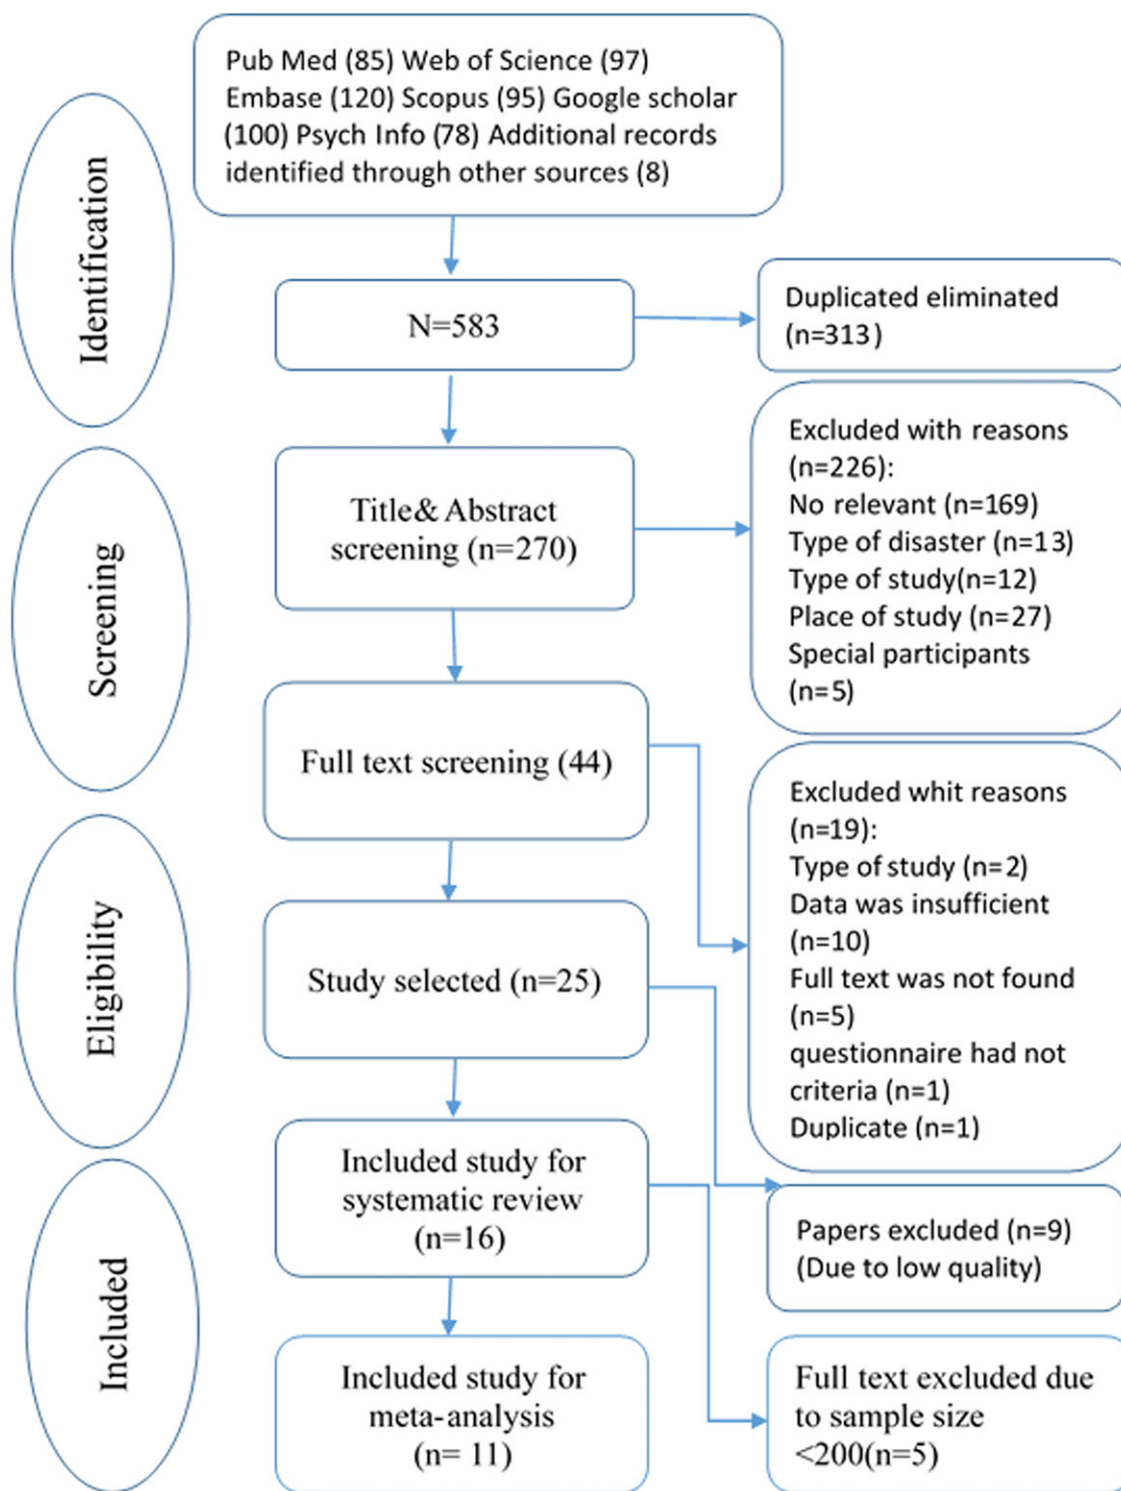 Pub Med (85) Web of Science (97)
Embase (120) Scopus (95) Google scholar
(100) Psych Info (78) Additional records
identified through other sources (8)
Identification
N=583
Duplicated eliminated
(n=313)
Screening
Title& Abstract
screening (n=270)
Excluded with reasons
(n=226):
No relevant (n=169)
Type of disaster (n=13)
Type of study(n=12)
Place of study (n=27)
Special participants
(n=5)
Full text screening (44)
Excluded whit reasons
(n=19):
Type of study (n=2)
Data was insufficient
(n=10)
Full text was not found
(n=5)
questionnaire had not
criteria (n=1)
Duplicate (n=1)
Eligibility
Study selected (n=25)
Papers excluded (n=9)
(Due to low quality)
Included
Included study for
systematic review
(n=16)
Included study for
meta-analysis
(n= 11)
Full text excluded due
to sample size
<200(n=5)